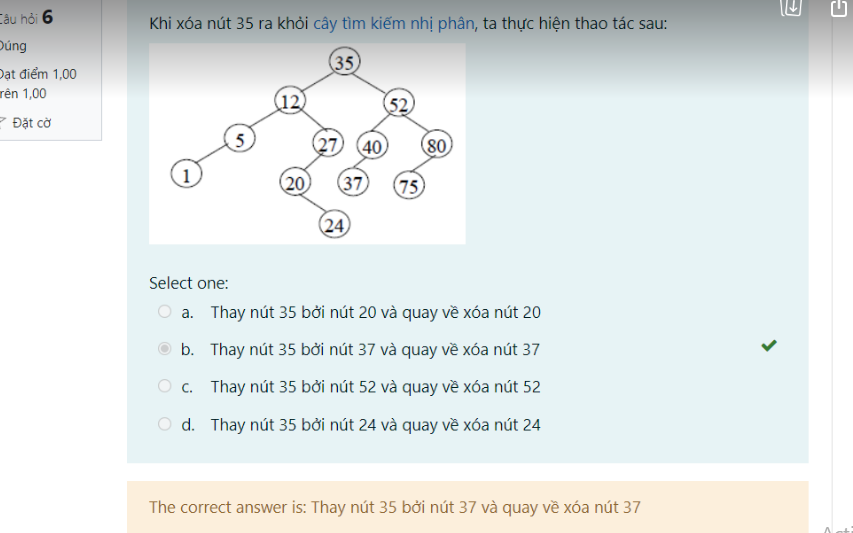 Câu hỏi 6
Đúng
Đạt điểm 1,00
trên 1,00
Đặt cờ
Khi xóa nút 35 ra khỏi cây tìm kiếm nhị phân, ta thực hiện thao tác sau:
35
12
52
5
27
40
80
1
20
37
75
24
Select one:
a. Thay nút 35 bởi nút 20 và quay về xóa nút 20
b. Thay nút 35 bởi nút 37 và quay về xóa nút 37
c. Thay nút 35 bởi nút 52 và quay về xóa nút 52
d. Thay nút 35 bởi nút 24 và quay về xóa nút 24
The correct answer is: Thay nút 35 bởi nút 37 và quay về xóa nút 37